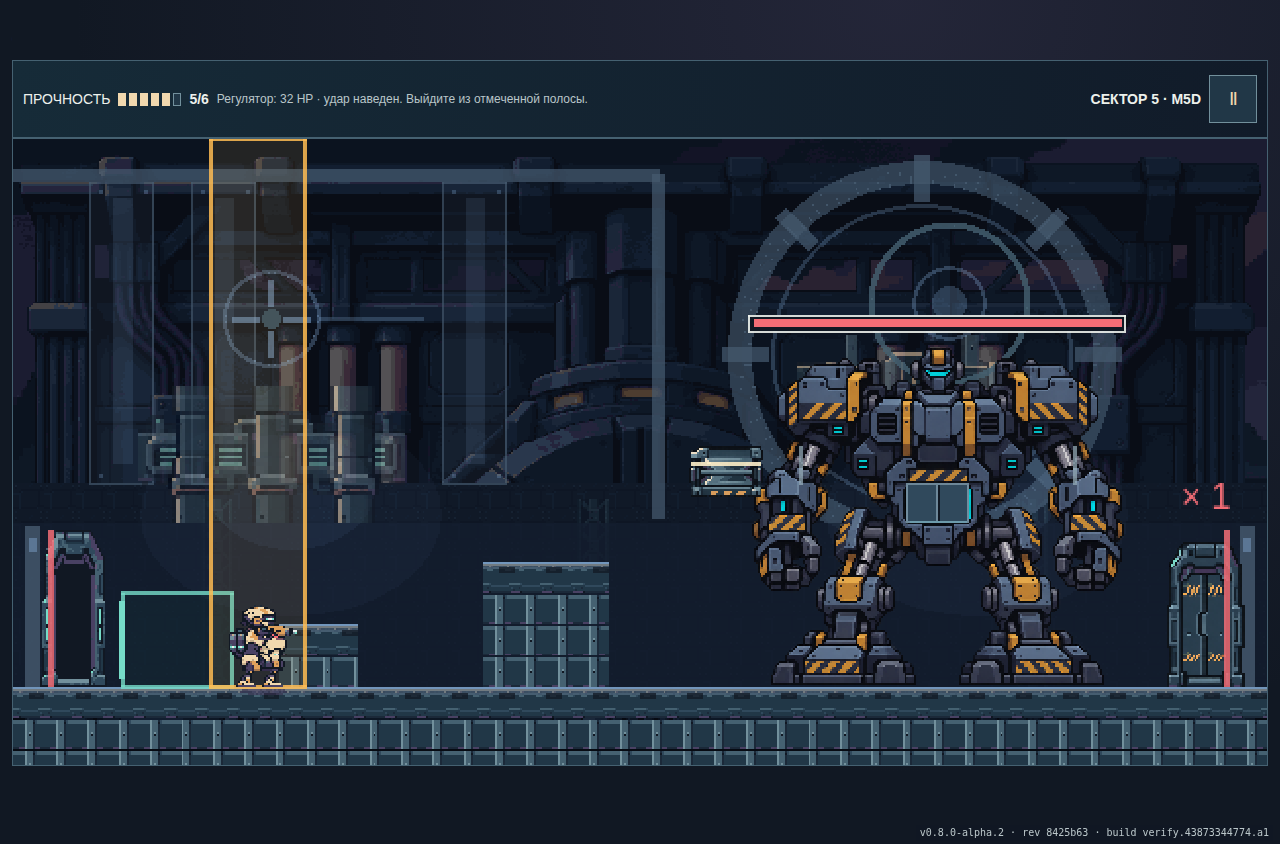 ПРОЧНОСТЬ 5/6 Регулятор: 32 HP · удар наведен. Выйдите из отмеченной полосы. СЕКТОР 5 · M5D II
× 1
v0.8.0-alpha.2 · rev 8425b63 · build verify.43873344774.a1